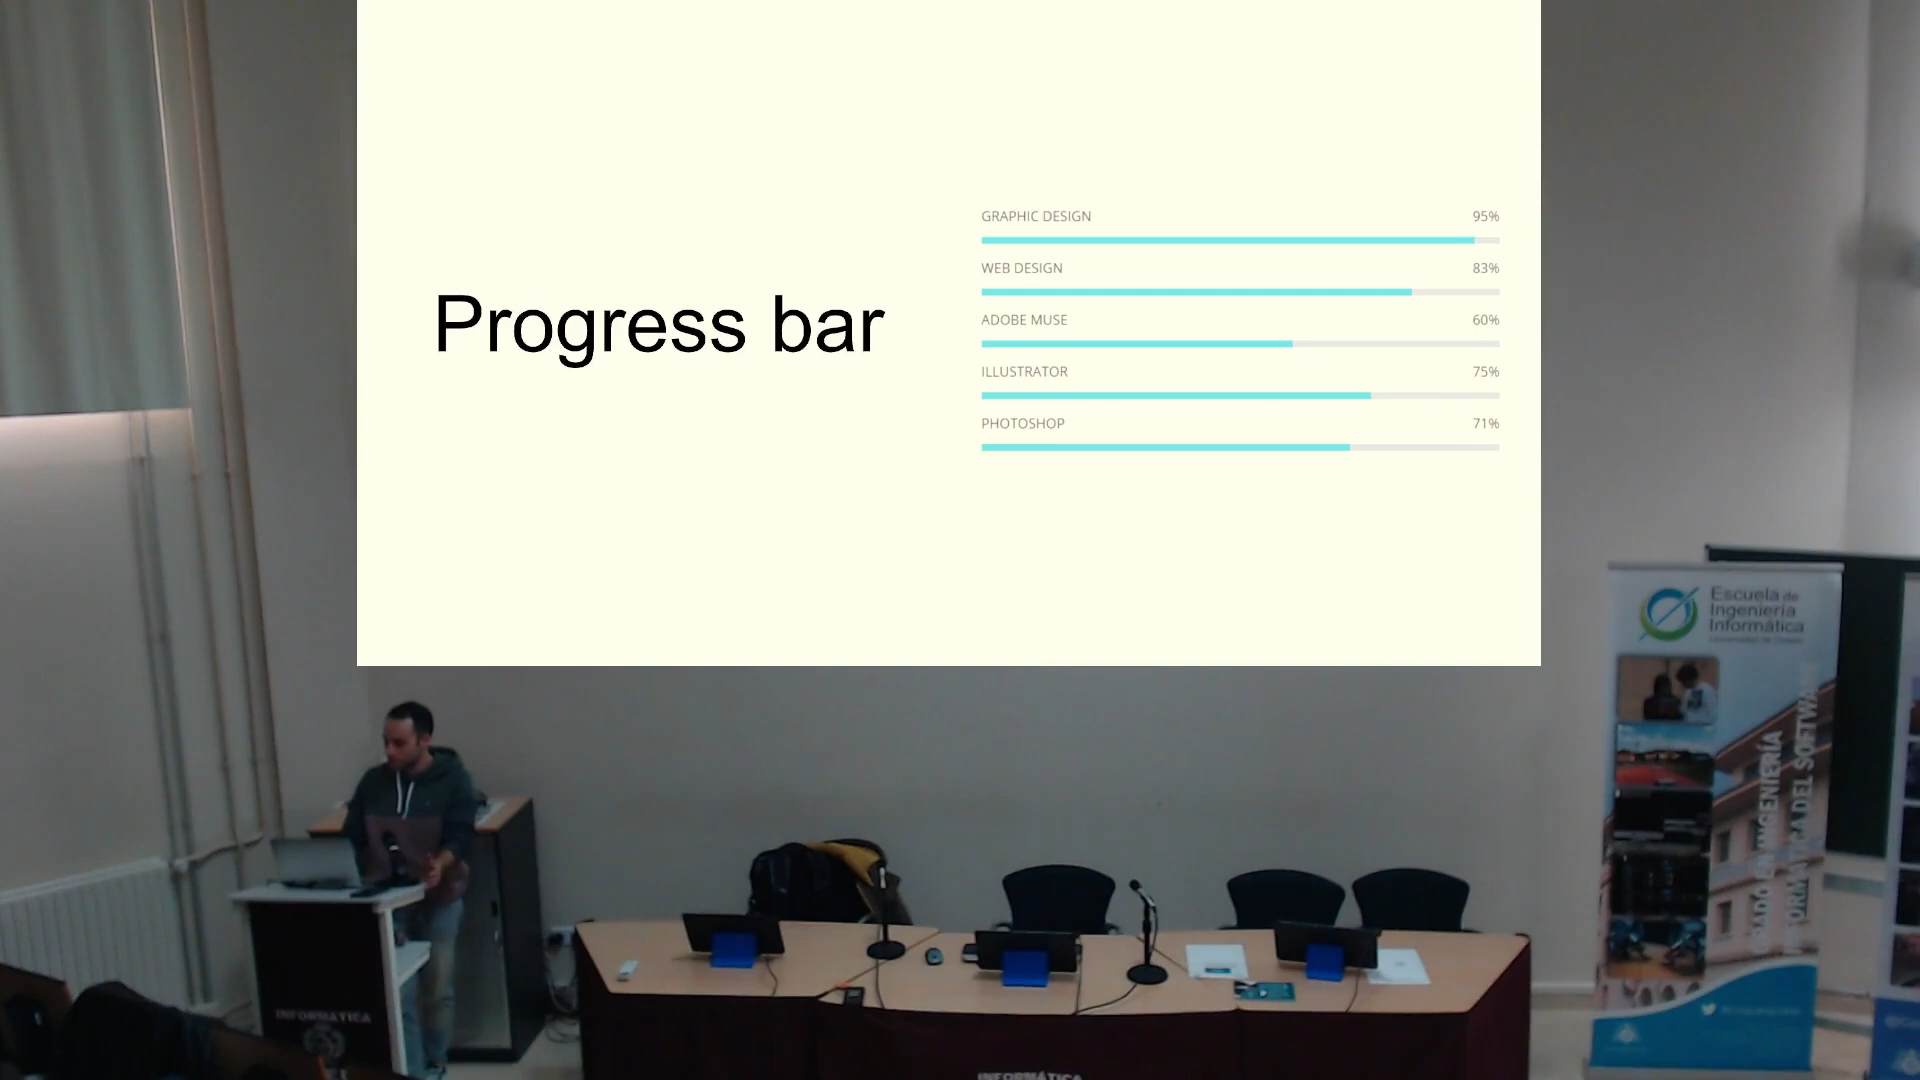 Progress bar
GRAPHIC DESIGN 95%
WEB DESIGN 83%
ADOBE MUSE 60%
ILLUSTRATOR 75%
PHOTOSHOP 71%
Escuela de
Ingeniería
Informática
INFORMÁTICA
INFORMÁTICA